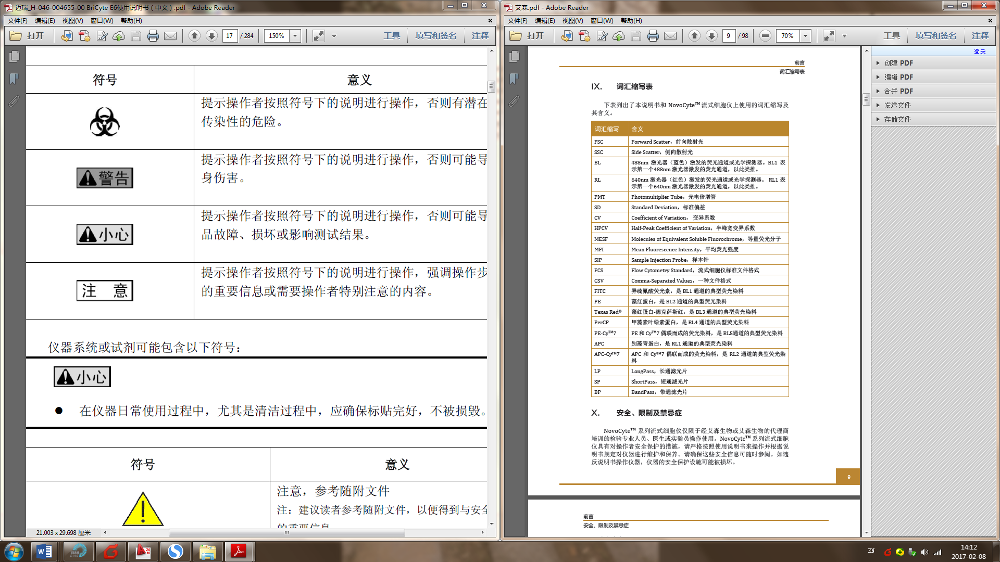 迈瑞_H-046-004655-00 BriCyte E6使用说明书（中文）.pdf - Adobe Reader
文件(F) 编辑(E) 视图(V) 窗口(W) 帮助(H)
打开 17 / 284 150% 工具 填写和签名 注释
符号 意义
提示操作者按照符号下的说明进行操作，否则有潜在
传染性的危险。
警告
提示操作者按照符号下的说明进行操作，否则可能导
身伤害。
小心
提示操作者按照符号下的说明进行操作，否则可能导
品故障、损坏或影响测试结果。
注 意
提示操作者按照符号下的说明进行操作，强调操作步
的重要信息或需要操作者特别注意的内容。
仪器系统或试剂可能包含以下符号：
小心
● 在仪器日常使用过程中，尤其是清洁过程中，应确保标贴完好，不被损毁。
符号 意义
注意，参考随附文件
注：建议读者参考随附文件，以便得到与安全
的重要信息
21.003 x 29.698 厘米
艾森.pdf - Adobe Reader
文件(F) 编辑(E) 视图(V) 窗口(W) 帮助(H)
打开 9 / 98 70% 工具 填写和签名 注释
登录
创建 PDF
编辑 PDF
合并 PDF
发送文件
存储文件
前言
词汇缩写表
IX. 词汇缩写表
下表列出了本说明书和 NovoCyte™ 流式细胞仪上使用的词汇缩写及
其含义。
词汇缩写 含义
FSC Forward Scatter，前向散射光
SSC Side Scatter，侧向散射光
BL 488nm 激光器（蓝色）激发的荧光通道或光学探测器。BL1 表
示第一个488nm 激光器激发的荧光通道，以此类推。
RL 640nm 激光器（红色）激发的荧光通道或光学探测器。 RL1 表
示第一个640nm 激光器激发的荧光通道，以此类推。
PMT Photomultiplier Tube，光电倍增管
SD Standard Deviation，标准偏差
CV Coefficient of Variation， 变异系数
HPCV Half-Peak Coefficient of Variation，半峰宽变异系数
MESF Molecules of Equivalent Soluble Fluorochrome，等量荧光分子
MFI Mean Fluorescence Intensity，平均荧光强度
SIP Sample Injection Probe，样本针
FCS Flow Cytometry Standard，流式细胞仪标准文件格式
CSV Comma-Separated Values，一种文件格式
FITC 异硫氰酸荧光素，是 BL1 通道的典型荧光染料
PE 藻红蛋白，是 BL2 通道的典型荧光染料
Texas Red® 藻红蛋白-德克萨斯红，是 BL3 通道的典型荧光染料
PerCP 甲藻素叶绿素蛋白，是 BL4 通道的典型荧光染料
PE-Cy™7 PE 和 Cy™7 偶联而成的荧光染料，是 BL5通道的典型荧光染料
APC 别藻青蛋白，是 RL1 通道的典型荧光染料
APC-Cy™7 APC 和 Cy™7 偶联而成的荧光染料，是 RL2 通道的典型荧光染
料
LP LongPass，长通滤光片
SP ShortPass，短通滤光片
BP BandPass，带通滤光片
X. 安全、限制及禁忌症
NovoCyte™ 系列流式细胞仪仅限于经艾森生物或艾森生物的代理商
培训的检验专业人员、医生或实验员操作使用。NovoCyte™ 系列流式细胞
仪具有对操作者安全保护的措施，请严格按照使用说明书来操作并根据说
明书规定对仪器进行维护和保养。请确保这些安全信息可随时参阅。如违
反说明书操作仪器，仪器的安全保护设施可能被损坏。
9
前言
安全、限制及禁忌症
EN
14:12
2017-02-08